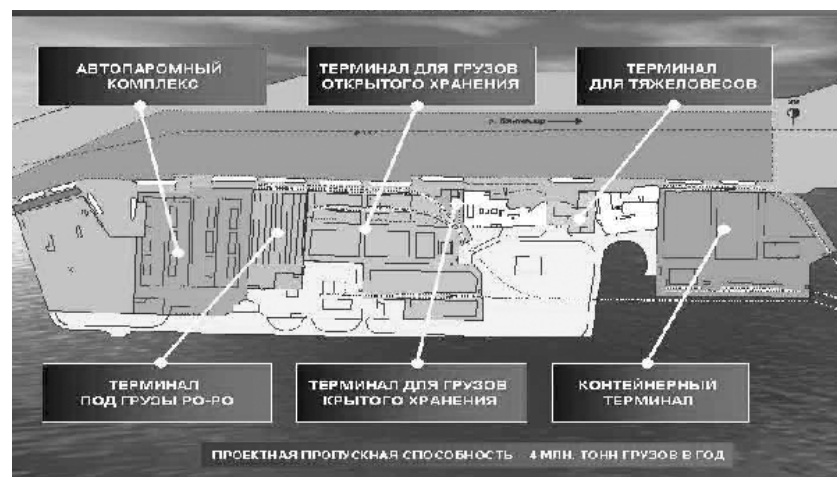 АВТОПАРОМНЫЙ
КОМПЛЕКС
ТЕРМИНАЛ ДЛЯ ГРУЗОВ
ОТКРЫТОГО ХРАНЕНИЯ
ТЕРМИНАЛ
ДЛЯ ТЯЖЕЛОВЕСОВ
ТЕРМИНАЛ
ПОД ГРУЗЫ РО-РО
ТЕРМИНАЛ ДЛЯ ГРУЗОВ
КРЫТОГО ХРАНЕНИЯ
КОНТЕЙНЕРНЫЙ
ТЕРМИНАЛ
ПРОЕКТНАЯ ПРОПУСКНАЯ СПОСОБНОСТЬ - 4 МЛН. ТОНН ГРУЗОВ В ГОД